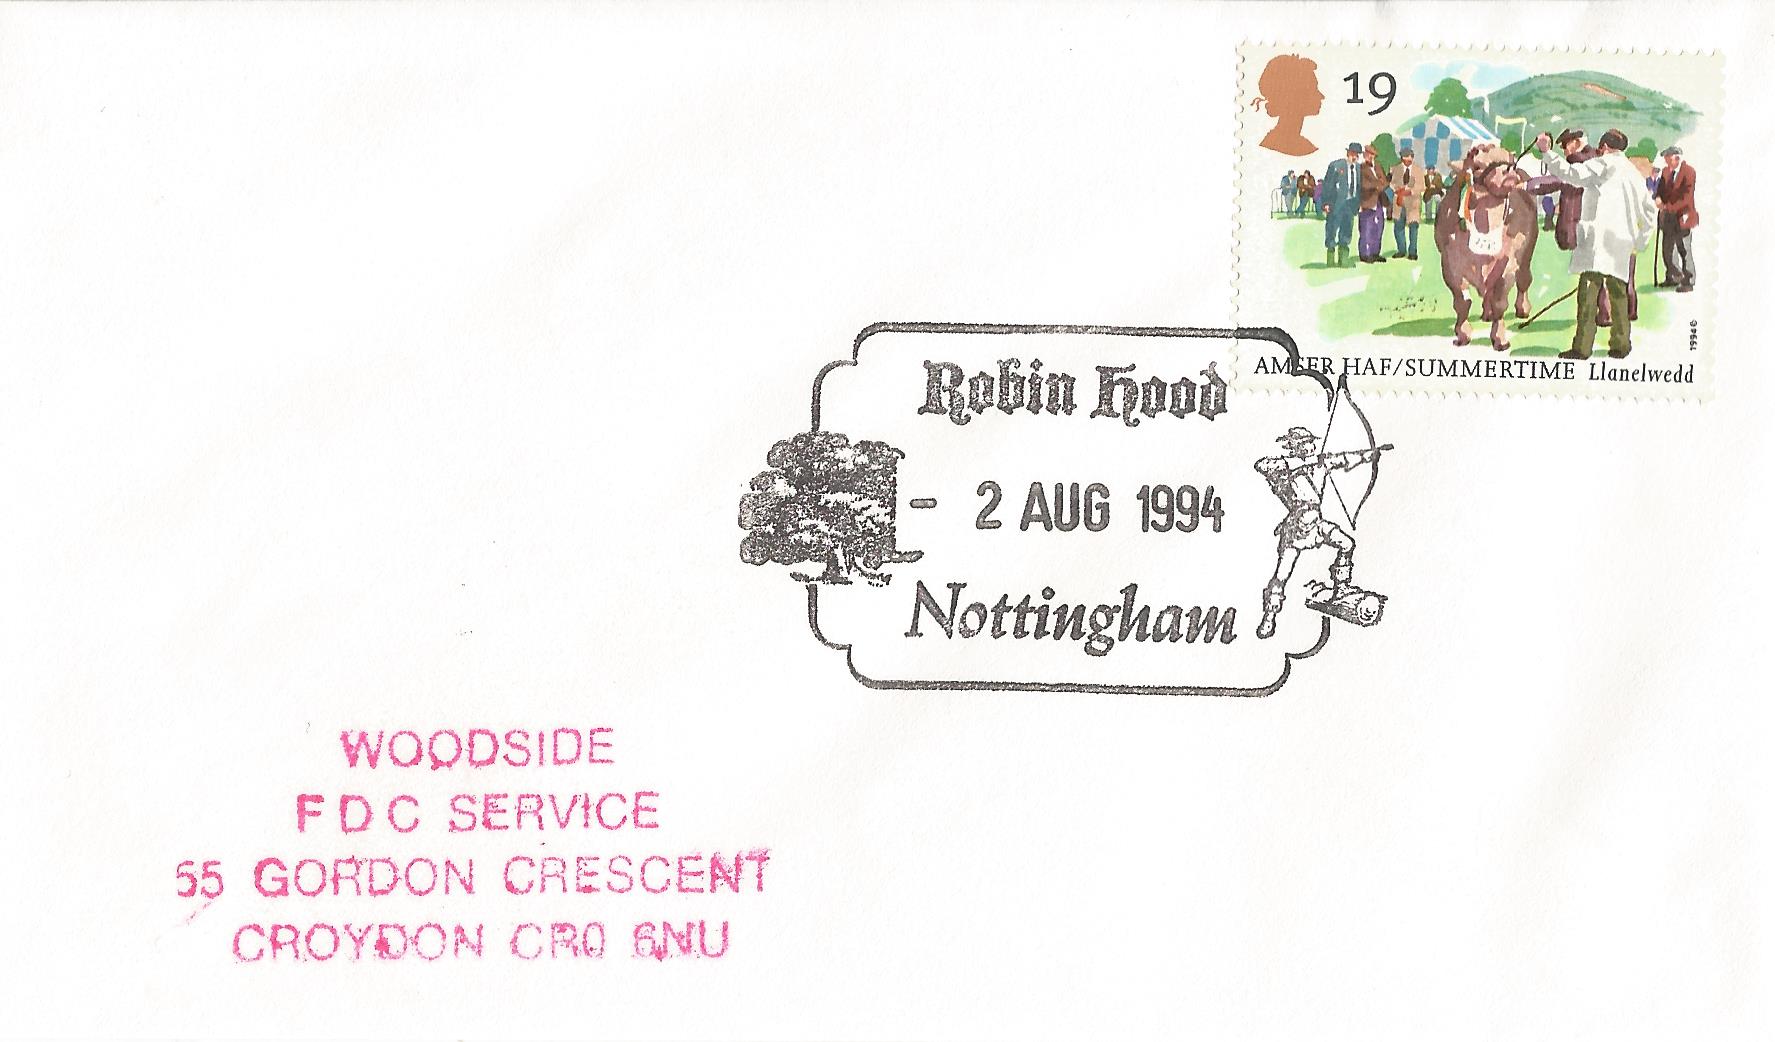 19
1994
AMSER HAF/SUMMERTIME Llanelwedd
Robin Hood
- 2 AUG 1994
Nottingham
WOODSIDE
FDC SERVICE
55 GORDON CRESCENT
CROYDON CR0 6NU